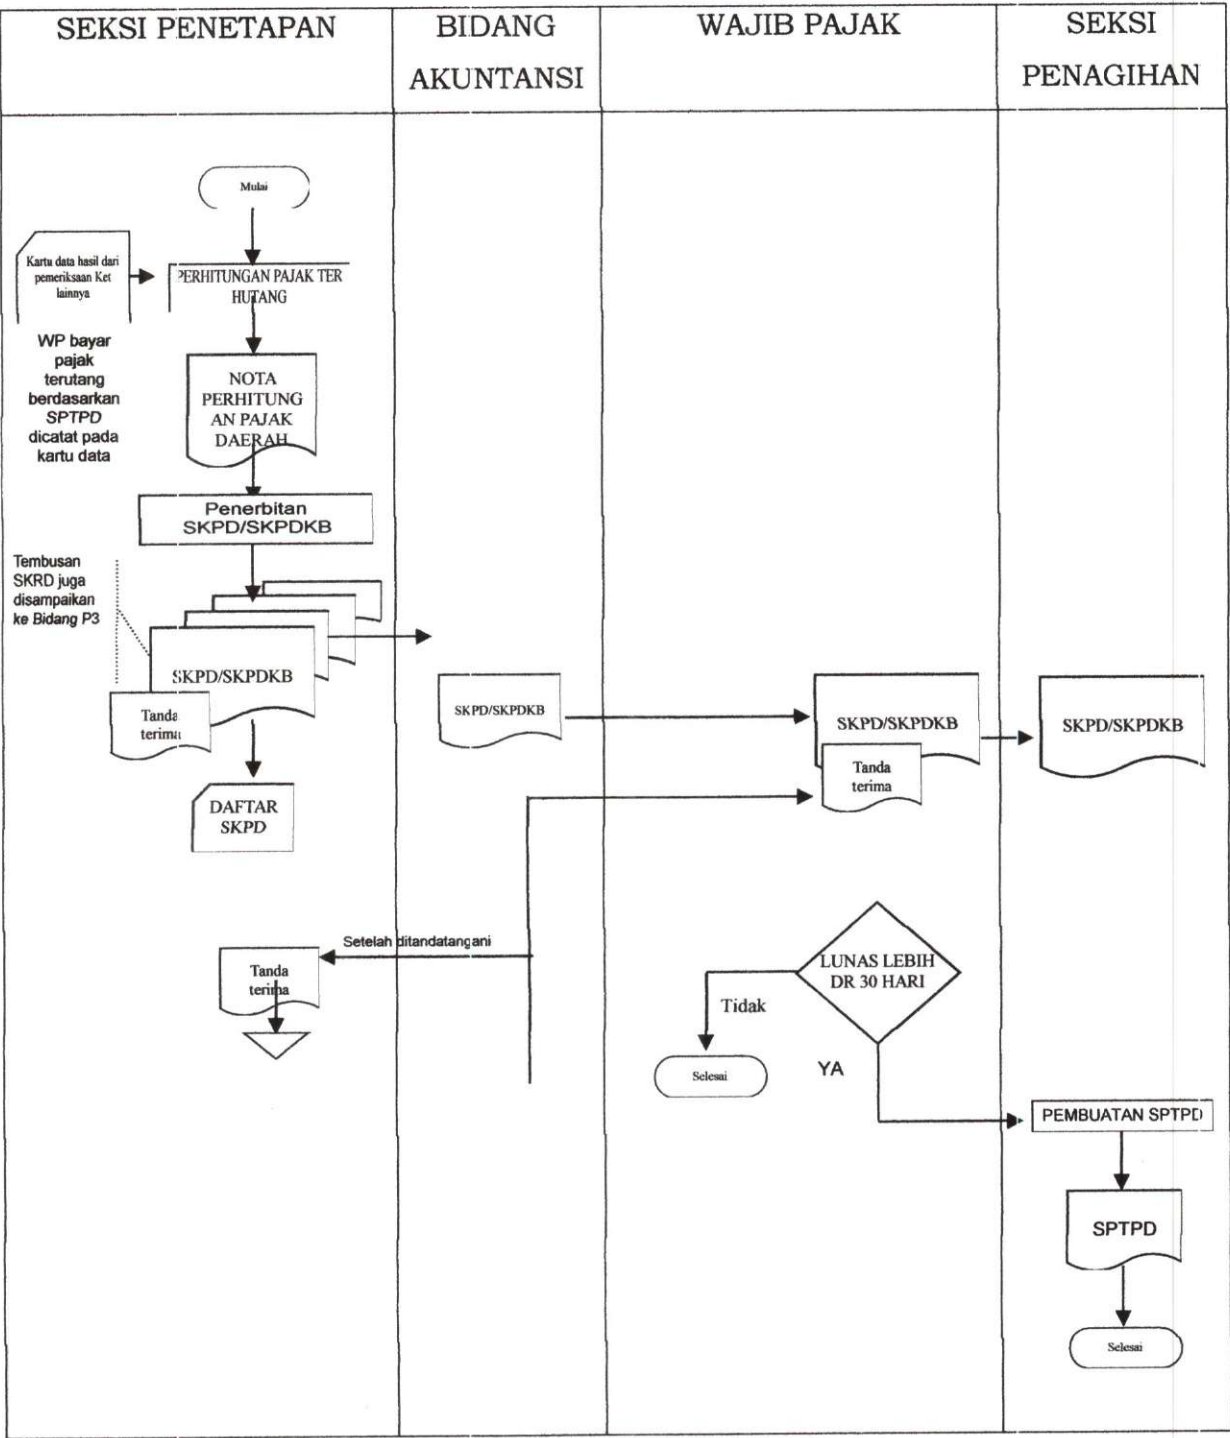 SEKSI PENETAPAN
BIDANG
AKUNTANSI
WAJIB PAJAK
SEKSI
PENAGIHAN
Mulai
Kartu data hasil dari
pemeriksaan Ket
lainnya
PERHITUNGAN PAJAK TER
HUTANG
WP bayar
pajak
terutang
berdasarkan
SPTPD
dicatat pada
kartu data
NOTA
PERHITUNG
AN PAJAK
DAERAH
Penerbitan
SKPD/SKPDKB
Tembusan
SKRD juga
disampaikan
ke Bidang P3
SKPD/SKPDKB
Tanda
terima
DAFTAR
SKPD
SKPD/SKPDKB
SKPD/SKPDKB
Tanda
terima
SKPD/SKPDKB
Setelah ditandatangani
Tanda
terima
LUNAS LEBIH
DR 30 HARI
Tidak
Selesai
YA
PEMBUATAN SPTPD
SPTPD
Selesai